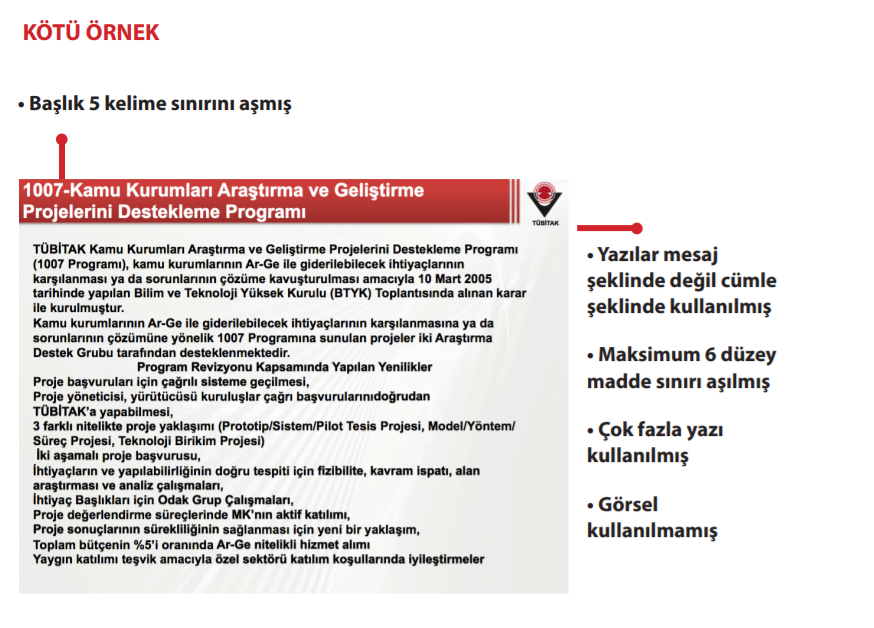 KÖTÜ ÖRNEK
• Başlık 5 kelime sınırını aşmış
1007-Kamu Kurumları Araştırma ve Geliştirme
Projelerini Destekleme Programı
TÜBİTAK
TÜBİTAK Kamu Kurumları Araştırma ve Geliştirme Projelerini Destekleme Programı
(1007 Programı), kamu kurumlarının Ar-Ge ile giderilebilecek ihtiyaçlarının
karşılanması ya da sorunlarının çözüme kavuşturulması amacıyla 10 Mart 2005
tarihinde yapılan Bilim ve Teknoloji Yüksek Kurulu (BTYK) Toplantısında alınan karar
ile kurulmuştur.
Kamu kurumlarının Ar-Ge ile giderilebilecek ihtiyaçlarının karşılanmasına ya da
sorunlarının çözümüne yönelik 1007 Programına sunulan projeler iki Araştırma
Destek Grubu tarafından desteklenmektedir.
Program Revizyonu Kapsamında Yapılan Yenilikler
Proje başvuruları için çağrılı sisteme geçilmesi,
Proje yöneticisi, yürütücüsü kuruluşlar çağrı başvurularınıdoğrudan
TÜBİTAK’a yapabilmesi,
3 farklı nitelikte proje yaklaşımı (Prototip/Sistem/Pilot Tesis Projesi, Model/Yöntem/
Süreç Projesi, Teknoloji Birikim Projesi)
İki aşamalı proje başvurusu,
İhtiyaçların ve yapılabilirliğinin doğru tespiti için fizibilite, kavram ispatı, alan
araştırması ve analiz çalışmaları,
İhtiyaç Başlıkları için Odak Grup Çalışmaları,
Proje değerlendirme süreçlerinde MK’nın aktif katılımı,
Proje sonuçlarının sürekliliğinin sağlanması için yeni bir yaklaşım,
Toplam bütçenin %5’i oranında Ar-Ge nitelikli hizmet alımı
Yaygın katılımı teşvik amacıyla özel sektörü katılım koşullarında iyileştirmeler
• Yazılar mesaj
şeklinde değil cümle
şeklinde kullanılmış
• Maksimum 6 düzey
madde sınırı aşılmış
• Çok fazla yazı
kullanılmış
• Görsel
kullanılmamış